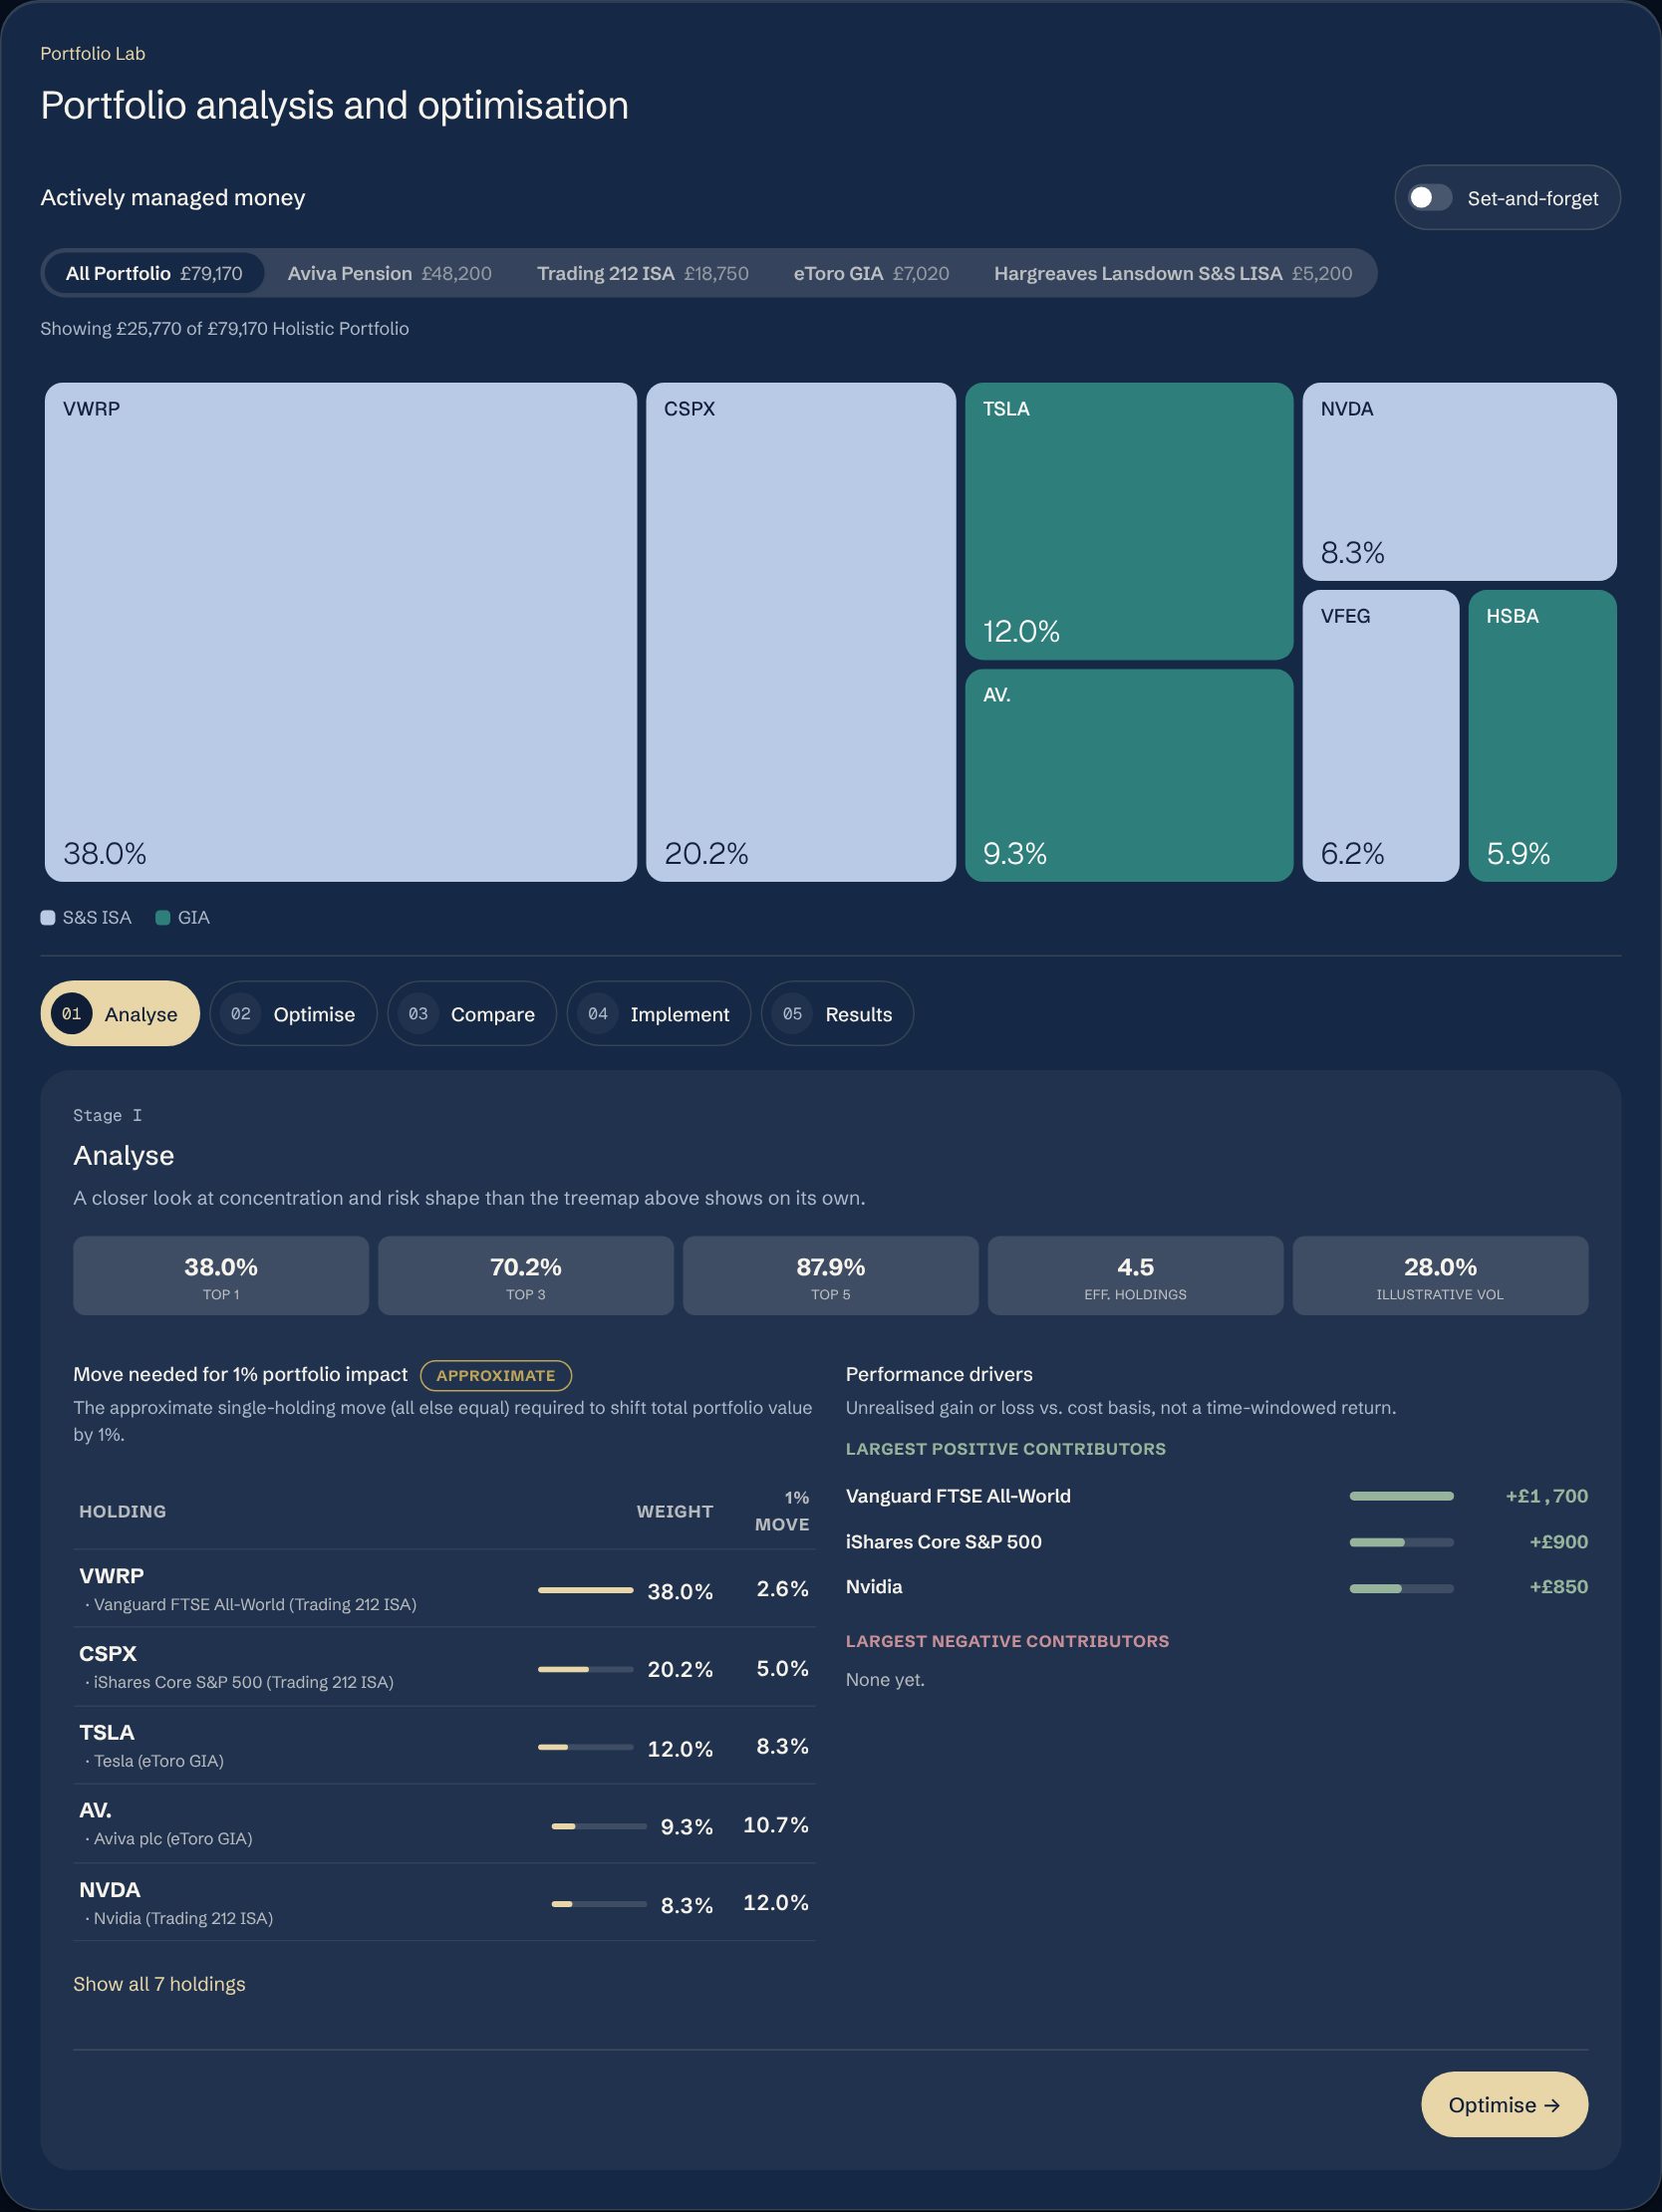 Portfolio Lab
Portfolio analysis and optimisation
Actively managed money
Set-and-forget
All Portfolio £79,170 Aviva Pension £48,200 Trading 212 ISA £18,750 eToro GIA £7,020 Hargreaves Lansdown S&S LISA £5,200
Showing £25,770 of £79,170 Holistic Portfolio
VWRP
38.0%
CSPX
20.2%
TSLA
12.0%
AV.
9.3%
NVDA
8.3%
VFEG
6.2%
HSBA
5.9%
S&S ISA GIA
01 Analyse 02 Optimise 03 Compare 04 Implement 05 Results
Stage I
Analyse
A closer look at concentration and risk shape than the treemap above shows on its own.
38.0%
TOP 1
70.2%
TOP 3
87.9%
TOP 5
4.5
EFF. HOLDINGS
28.0%
ILLUSTRATIVE VOL
Move needed for 1% portfolio impact APPROXIMATE
The approximate single-holding move (all else equal) required to shift total portfolio value
by 1%.
HOLDING WEIGHT 1%
MOVE
VWRP
· Vanguard FTSE All-World (Trading 212 ISA)
38.0% 2.6%
CSPX
· iShares Core S&P 500 (Trading 212 ISA)
20.2% 5.0%
TSLA
· Tesla (eToro GIA)
12.0% 8.3%
AV.
· Aviva plc (eToro GIA)
9.3% 10.7%
NVDA
· Nvidia (Trading 212 ISA)
8.3% 12.0%
Show all 7 holdings
Performance drivers
Unrealised gain or loss vs. cost basis, not a time-windowed return.
LARGEST POSITIVE CONTRIBUTORS
Vanguard FTSE All-World +£1,700
iShares Core S&P 500 +£900
Nvidia +£850
LARGEST NEGATIVE CONTRIBUTORS
None yet.
Optimise →